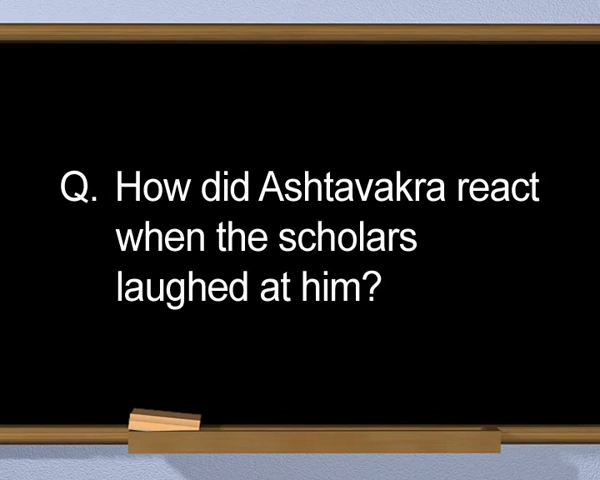 Q. How did Ashtavakra react
when the scholars
laughed at him?